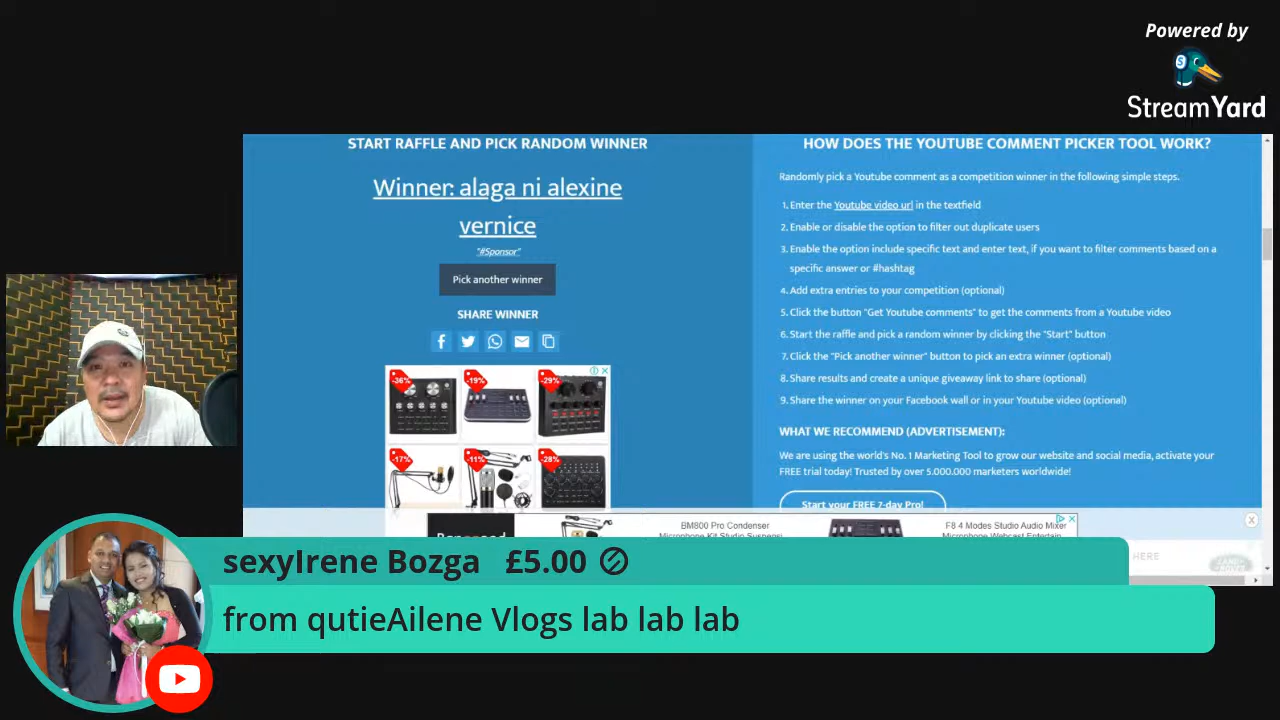 Powered by
StreamYard
START RAFFLE AND PICK RANDOM WINNER
Winner: alaga ni alexine
vernice
"#Sponsor"
Pick another winner
SHARE WINNER
-36%
-19%
-29%
-17%
-11%
-28%
HOW DOES THE YOUTUBE COMMENT PICKER TOOL WORK?
Randomly pick a Youtube comment as a competition winner in the following simple steps.
1. Enter the Youtube video url in the textfield
2. Enable or disable the option to filter out duplicate users
3. Enable the option include specific text and enter text, if you want to filter comments based on a
specific answer or #hashtag
4. Add extra entries to your competition (optional)
5. Click the button "Get Youtube comments" to get the comments from a Youtube video
6. Start the raffle and pick a random winner by clicking the "Start" button
7. Click the "Pick another winner" button to pick an extra winner (optional)
8. Share results and create a unique giveaway link to share (optional)
9. Share the winner on your Facebook wall or in your Youtube video (optional)
WHAT WE RECOMMEND (ADVERTISEMENT):
We are using the world's No. 1 Marketing Tool to grow our website and social media, activate your
FREE trial today! Trusted by over 5.000.000 marketers worldwide!
Start your FREE 7-day Pro!
BM800 Pro Condenser
Microphone Kit Studio Suspensi
F8 4 Modes Studio Audio Mixer
Microphone Webcast Entertain
HERE
sexyIrene Bozga £5.00
from qutieAilene Vlogs lab lab lab